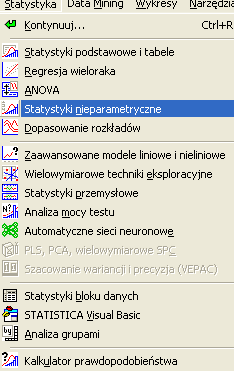 Statystyka Data Mining Wykresy Narzędzia
Kontynuuj... Ctrl+R
Statystyki podstawowe i tabele
Regresja wieloraka
ANOVA
Statystyki nieparametryczne
Dopasowanie rozkładów
Zaawansowane modele liniowe i nieliniowe
Wielowymiarowe techniki eksploracyjne
Statystyki przemysłowe
Analiza mocy testu
Automatyczne sieci neuronowe
PLS, PCA, wielowymiarowe SPC
Szacowanie wariancji i precyzja (VEPAC)
Statystyki bloku danych
STATISTICA Visual Basic
Analiza grupami
Kalkulator prawdopodobieństwa